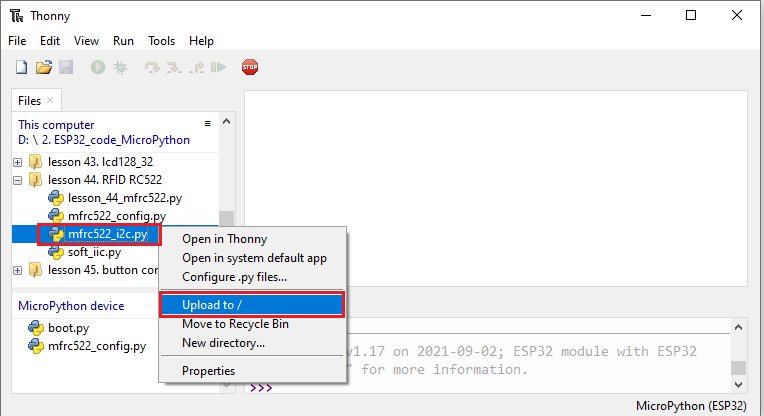 Thonny
File Edit View Run Tools Help
STOP
Files
This computer
D: \ 2. ESP32_code_MicroPython
lesson 43. lcd128_32
lesson 44. RFID RC522
lesson_44_mfrc522.py
mfrc522_config.py
mfrc522_i2c.py
soft_iic.py
lesson 45. button con
MicroPython device
boot.py
mfrc522_config.py
Open in Thonny
Open in system default app
Configure .py files...
Upload to /
Move to Recycle Bin
New directory...
Properties
v1.17 on 2021-09-02; ESP32 module with ESP32
" for more information.
>>>
MicroPython (ESP32)